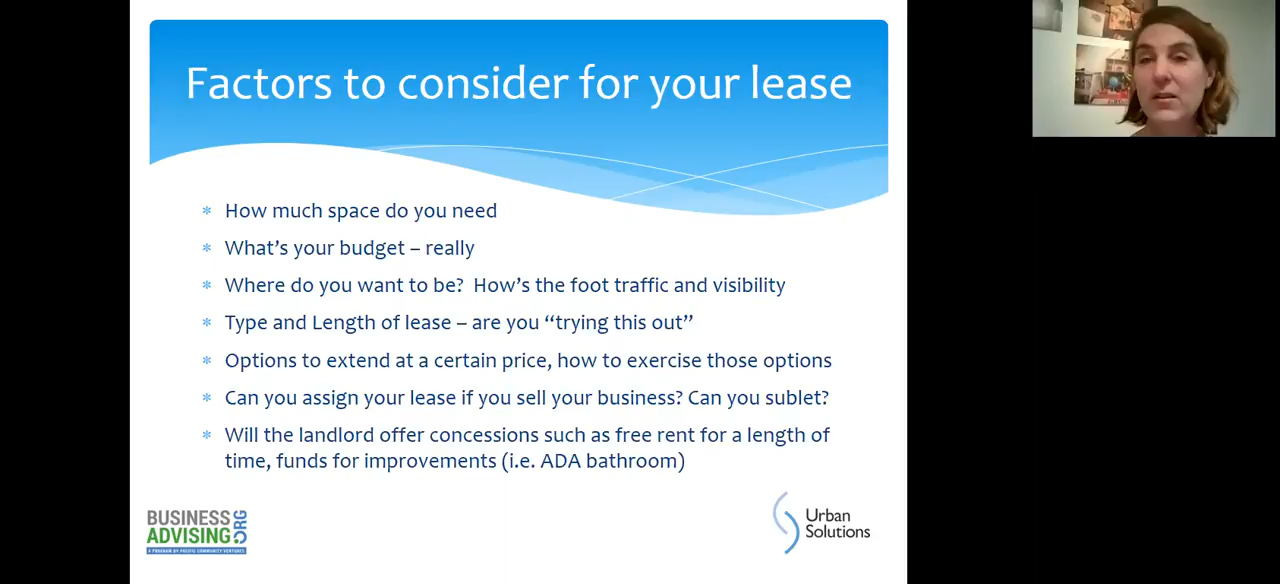 Factors to consider for your lease
* How much space do you need
* What's your budget – really
* Where do you want to be?  How's the foot traffic and visibility
* Type and Length of lease – are you “trying this out”
* Options to extend at a certain price, how to exercise those options
* Can you assign your lease if you sell your business? Can you sublet?
* Will the landlord offer concessions such as free rent for a length of
time, funds for improvements (i.e. ADA bathroom)
BUSINESS
ADVISING.ORG
A PROGRAM BY PACIFIC COMMUNITY VENTURES
Urban
Solutions